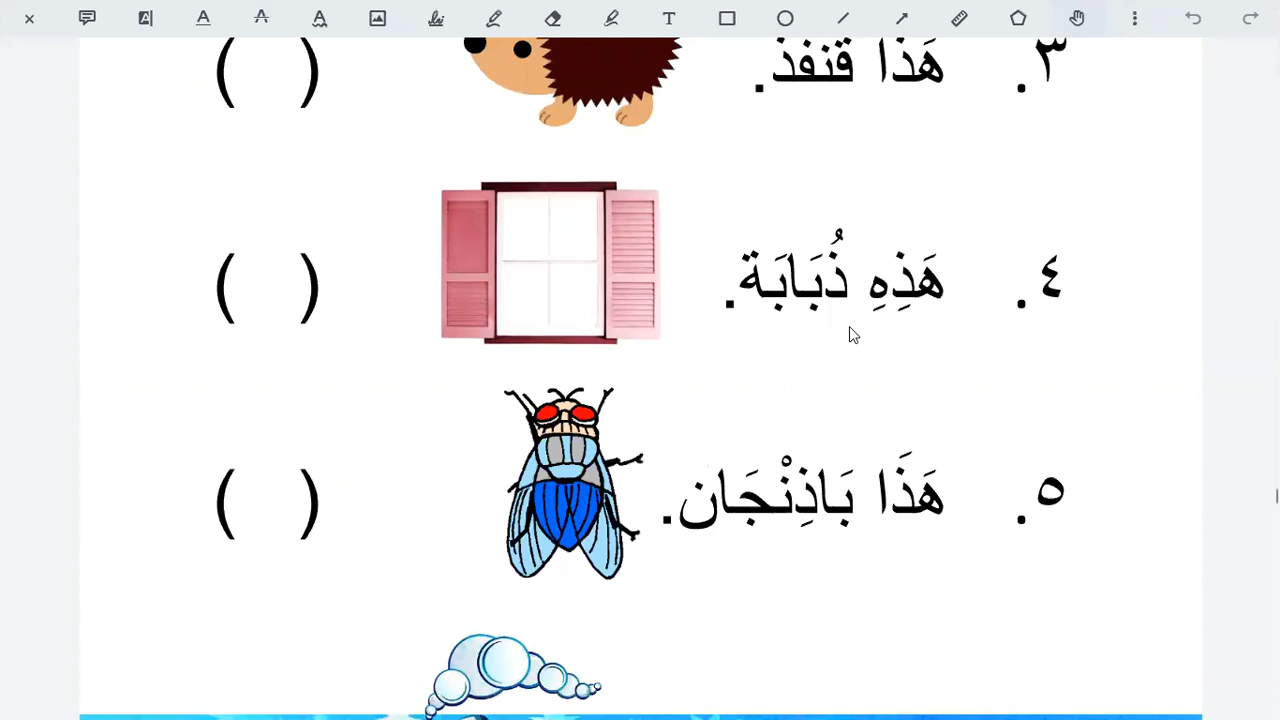 ٣. هَذَا قُنفُذ. ( )
٤. هَذِهِ ذُبَابَة. ( )
٥. هَذَا بَاذِنْجَان. ( )